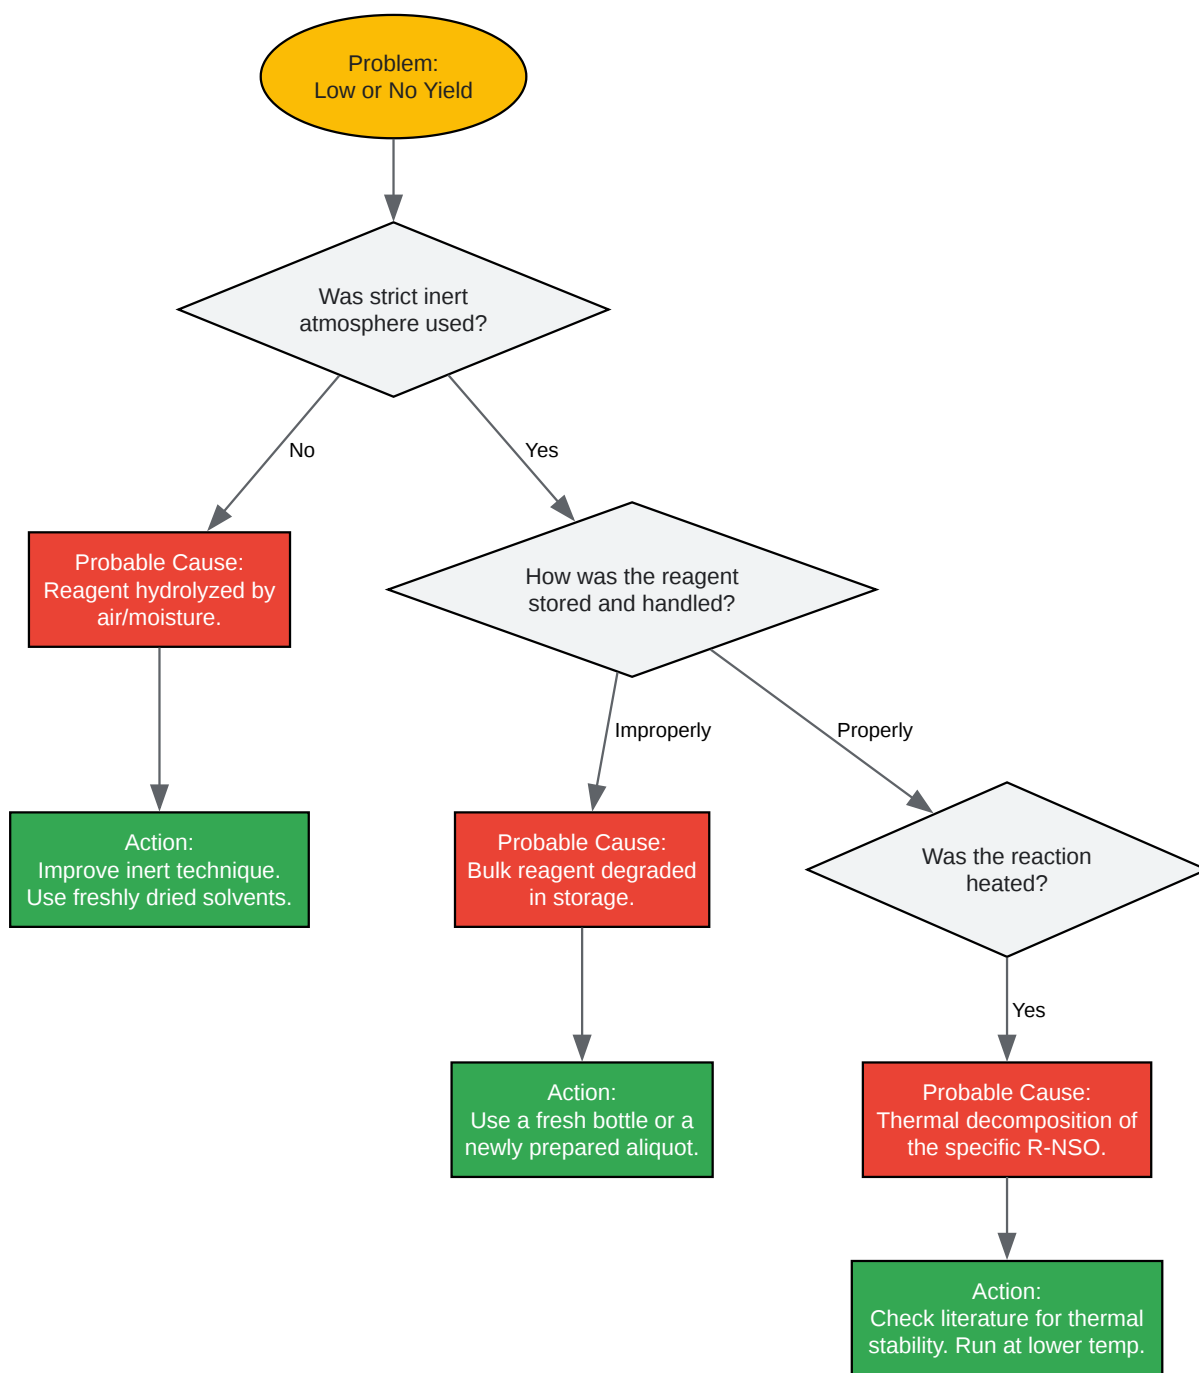 Problem:
Low or No Yield
Was strict inert
atmosphere used?
No
Yes
Probable Cause:
Reagent hydrolyzed by
air/moisture.
How was the reagent
stored and handled?
Improperly
Properly
Action:
Improve inert technique.
Use freshly dried solvents.
Probable Cause:
Bulk reagent degraded
in storage.
Was the reaction
heated?
Yes
Action:
Use a fresh bottle or a
newly prepared aliquot.
Probable Cause:
Thermal decomposition of
the specific R-NSO.
Action:
Check literature for thermal
stability. Run at lower temp.